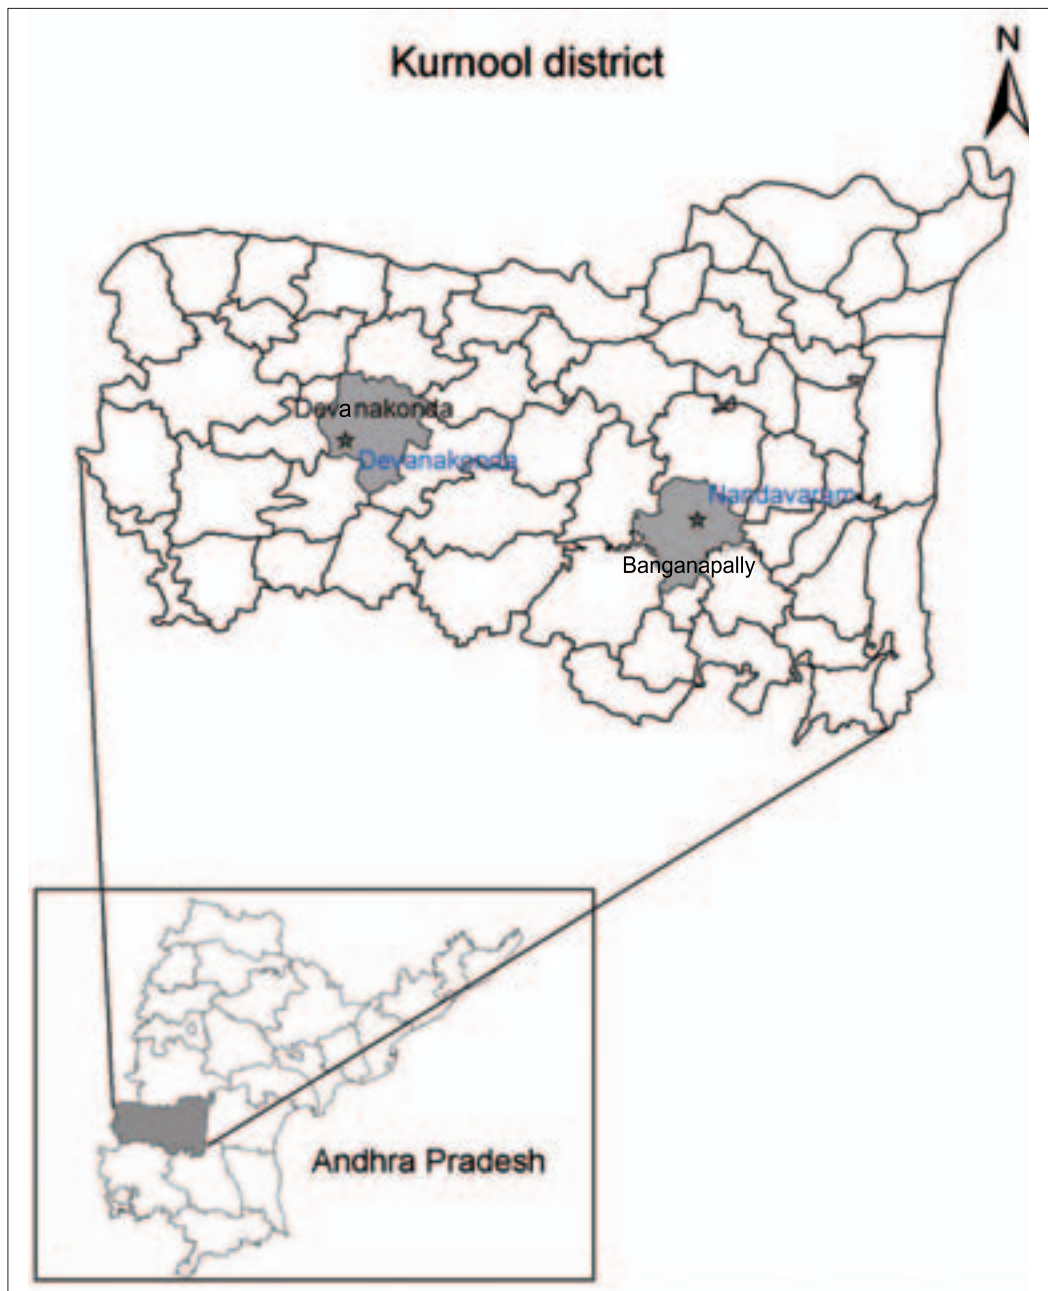 Kurnool district
N
Devanakonda
Devanakonda
Nandavaram
Banganapally
Andhra Pradesh